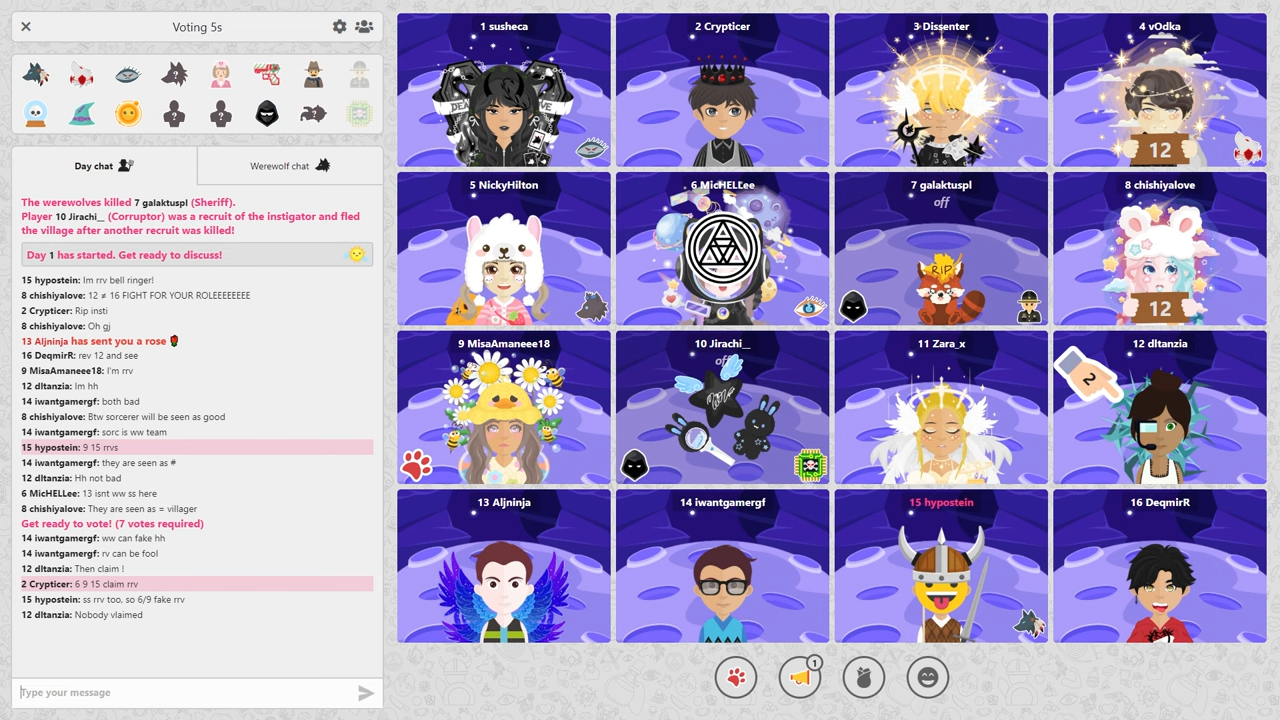 Voting 5s
Day chat
Werewolf chat
The werewolves killed 7 galaktuspl (Sheriff).
Player 10 Jirachi__ (Corruptor) was a recruit of the instigator and fled
the village after another recruit was killed!
Day 1 has started. Get ready to discuss!
15 hypostein: Im rrv bell ringer!
8 chishiyalove: 12 ≠ 16 FIGHT FOR YOUR ROLEEEEEEE
2 Crypticer: Rip insti
8 chishiyalove: Oh gj
13 Aljninja has sent you a rose
16 DeqmirR: rev 12 and see
9 MisaAmaneee18: I'm rrv
12 dltanzia: Im hh
14 iwantgamergf: both bad
8 chishiyalove: Btw sorcerer will be seen as good
14 iwantgamergf: sorc is ww team
15 hypostein: 9 15 rrvs
14 iwantgamergf: they are seen as #
12 dltanzia: Hh not bad
6 MicHELLee: 13 isnt ww ss here
8 chishiyalove: They are seen as = villager
Get ready to vote! (7 votes required)
14 iwantgamergf: ww can fake hh
14 iwantgamergf: rv can be fool
12 dltanzia: Then claim !
2 Crypticer: 6 9 15 claim rrv
15 hypostein: ss rrv too, so 6/9 fake rrv
12 dltanzia: Nobody vlaimed
Type your message
1 susheca
2 Crypticer
3 Dissenter
4 vOdka
12
5 NickyHilton
6 MicHELLee
7 galaktuspl
off
RIP
8 chishiyalove
12
9 MisaAmaneee18
10 Jirachi__
off
11 Zara_x
12 dltanzia
2
13 Aljninja
14 iwantgamergf
15 hypostein
16 DeqmirR
1